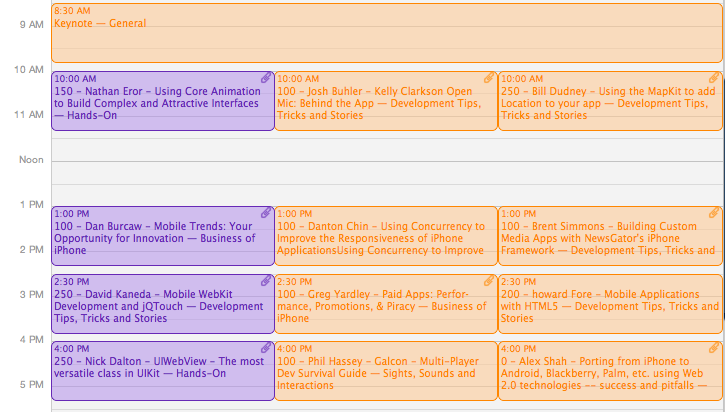 8:30 AM
9 AM
Keynote — General
10 AM
10:00 AM
150 – Nathan Eror – Using Core Animation
to Build Complex and Attractive Interfaces
— Hands-On
10:00 AM
100 – Josh Buhler – Kelly Clarkson Open
Mic: Behind the App — Development Tips,
Tricks and Stories
10:00 AM
250 – Bill Dudney – Using the MapKit to add
Location to your app — Development Tips,
Tricks and Stories
11 AM
Noon
1 PM
1:00 PM
100 – Dan Burcaw – Mobile Trends: Your
Opportunity for Innovation — Business of
iPhone
1:00 PM
100 – Danton Chin – Using Concurrency to
Improve the Responsiveness of iPhone
ApplicationsUsing Concurrency to Improve
1:00 PM
100 – Brent Simmons – Building Custom
Media Apps with NewsGator's iPhone
Framework — Development Tips, Tricks and
2 PM
2:30 PM
250 – David Kaneda – Mobile WebKit
Development and jQTouch — Development
Tips, Tricks and Stories
2:30 PM
100 – Greg Yardley – Paid Apps: Perfor-
mance, Promotions, & Piracy — Business of
iPhone
2:30 PM
200 – howard Fore – Mobile Applications
with HTML5 — Development Tips, Tricks and
Stories
3 PM
4 PM
4:00 PM
250 – Nick Dalton – UIWebView – The most
versatile class in UIKit — Hands-On
4:00 PM
100 – Phil Hassey – Galcon – Multi-Player
Dev Survival Guide — Sights, Sounds and
Interactions
4:00 PM
0 – Alex Shah – Porting from iPhone to
Android, Blackberry, Palm, etc. using Web
2.0 technologies -- success and pitfalls —
5 PM